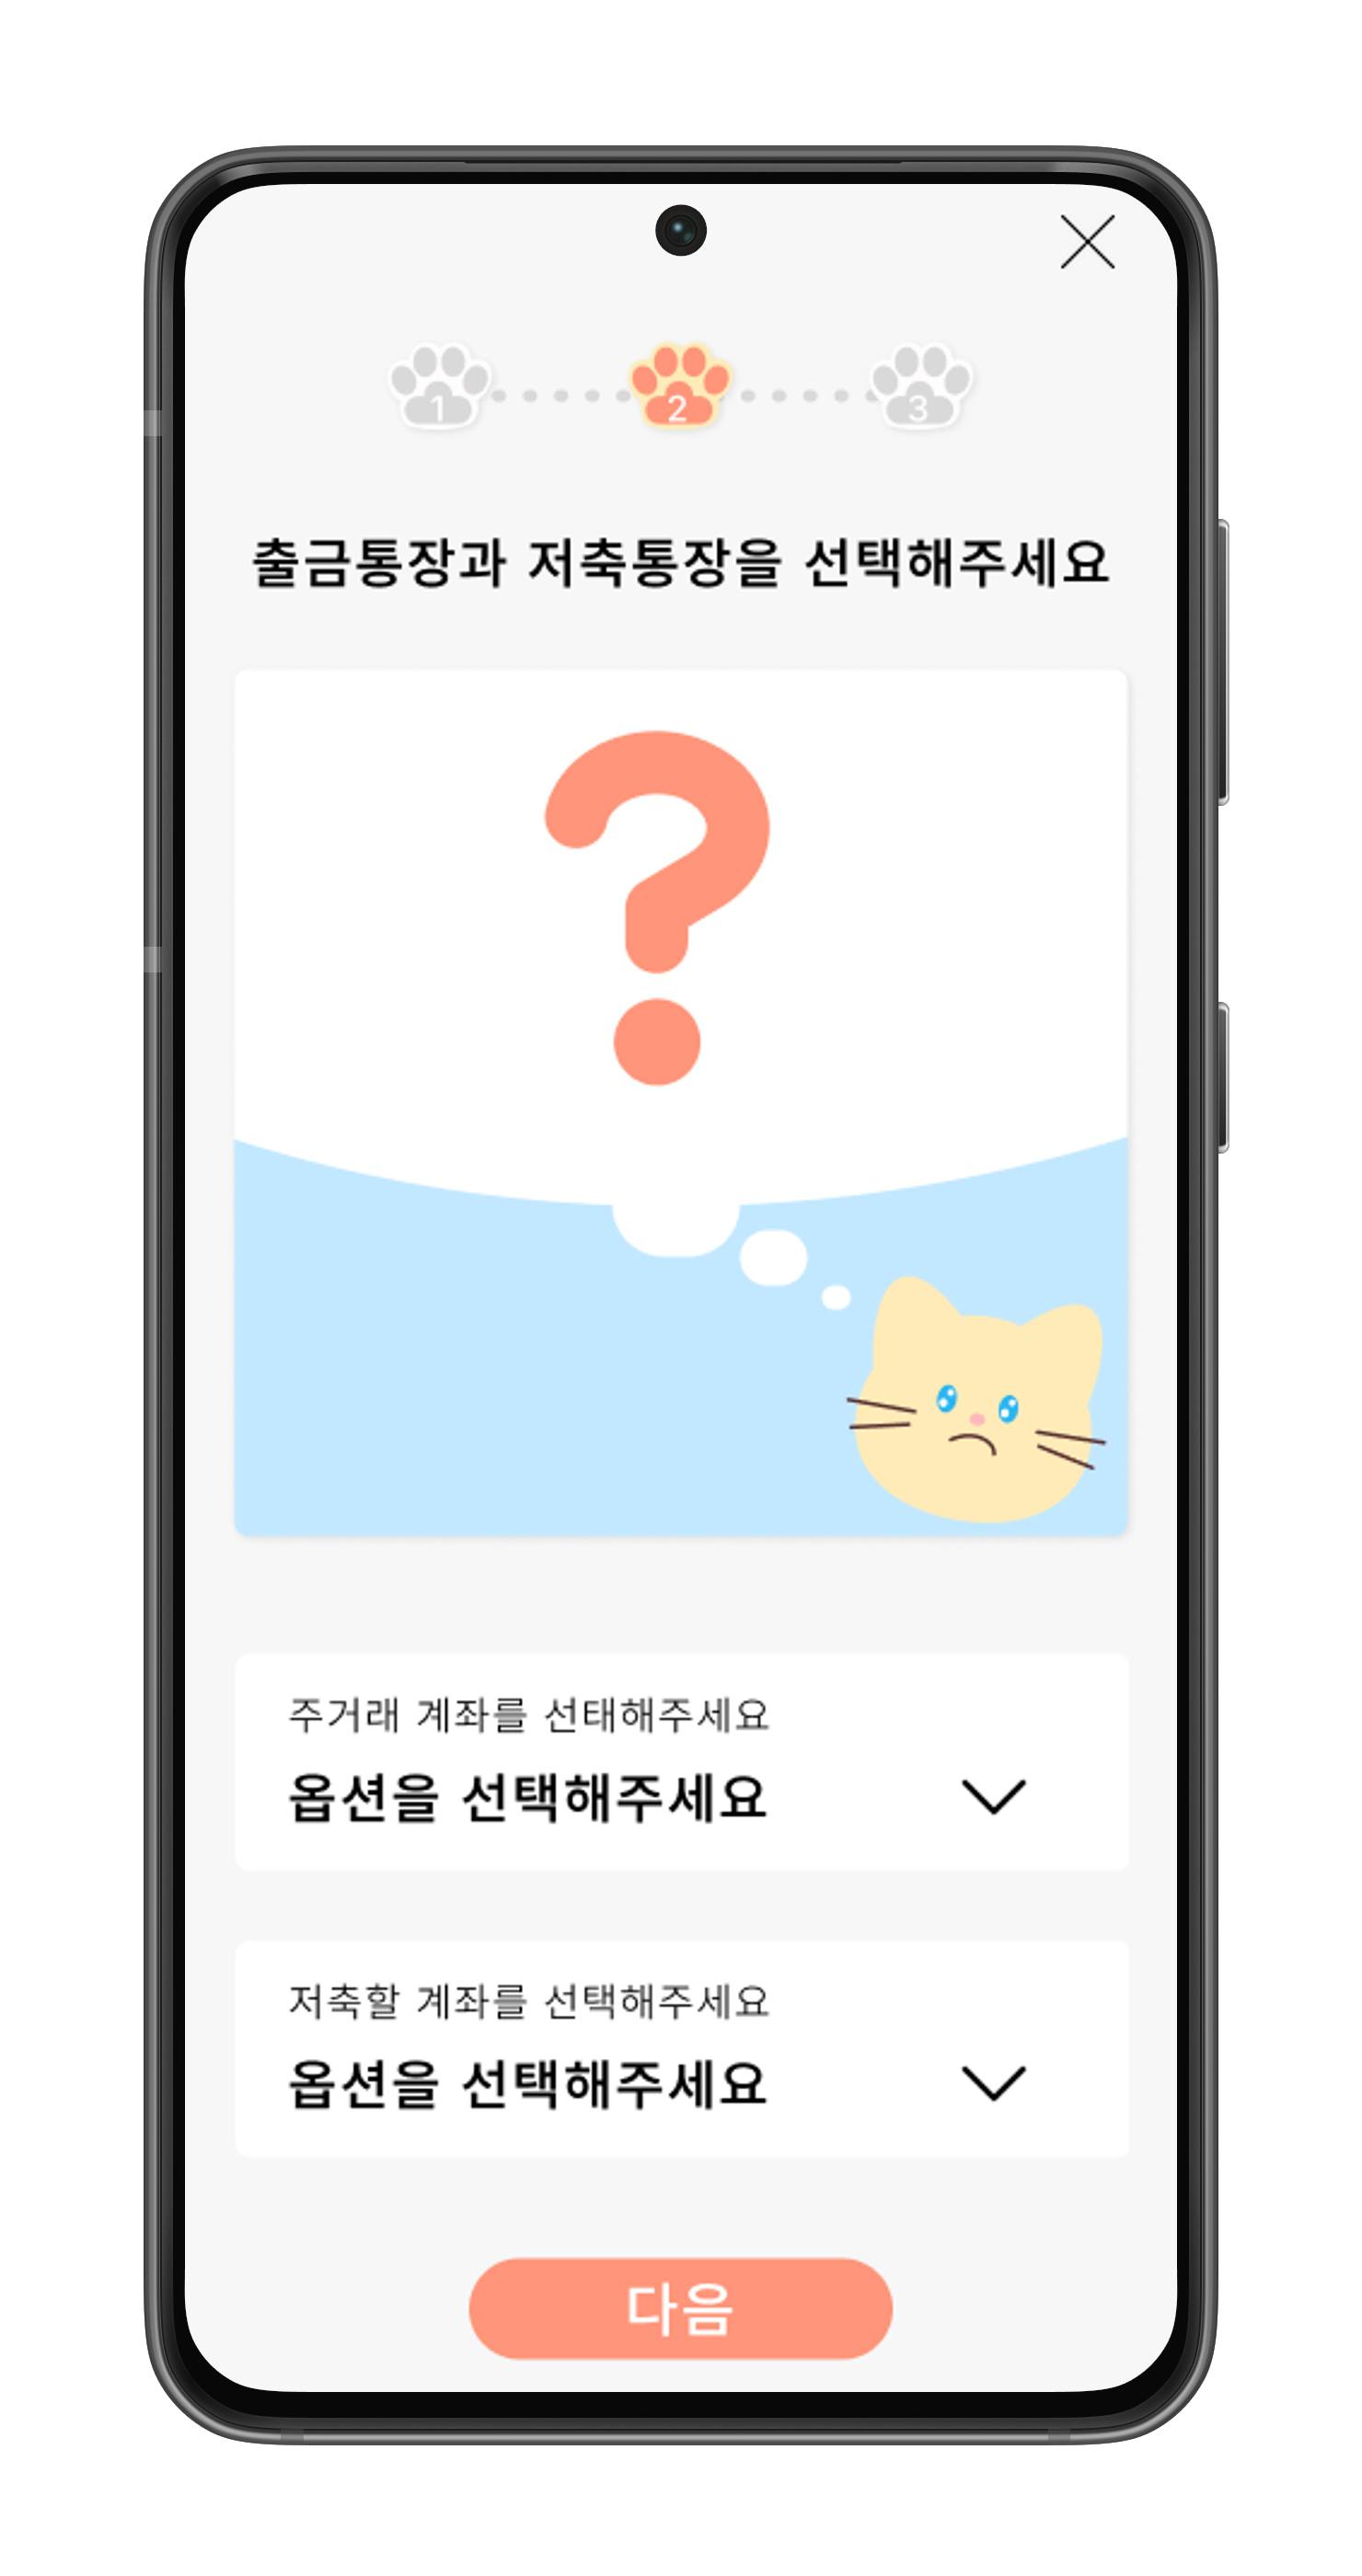 1 2 3
출금통장과 저축통장을 선택해주세요
?
주거래 계좌를 선태해주세요
옵션을 선택해주세요
저축할 계좌를 선택해주세요
옵션을 선택해주세요
다음